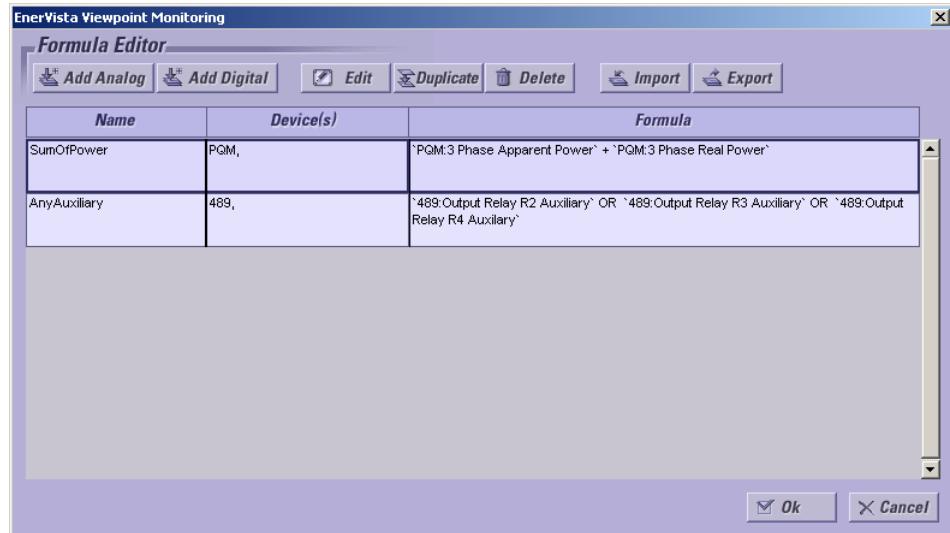 EnerVista Viewpoint Monitoring
Formula Editor
Add Analog Add Digital Edit Duplicate Delete Import Export
Name Device(s) Formula
SumOfPower PQM, `PQM:3 Phase Apparent Power` + `PQM:3 Phase Real Power`
AnyAuxiliary 489, `489:Output Relay R2 Auxiliary` OR `489:Output Relay R3 Auxiliary` OR `489:Output
Relay R4 Auxilary`
Ok Cancel